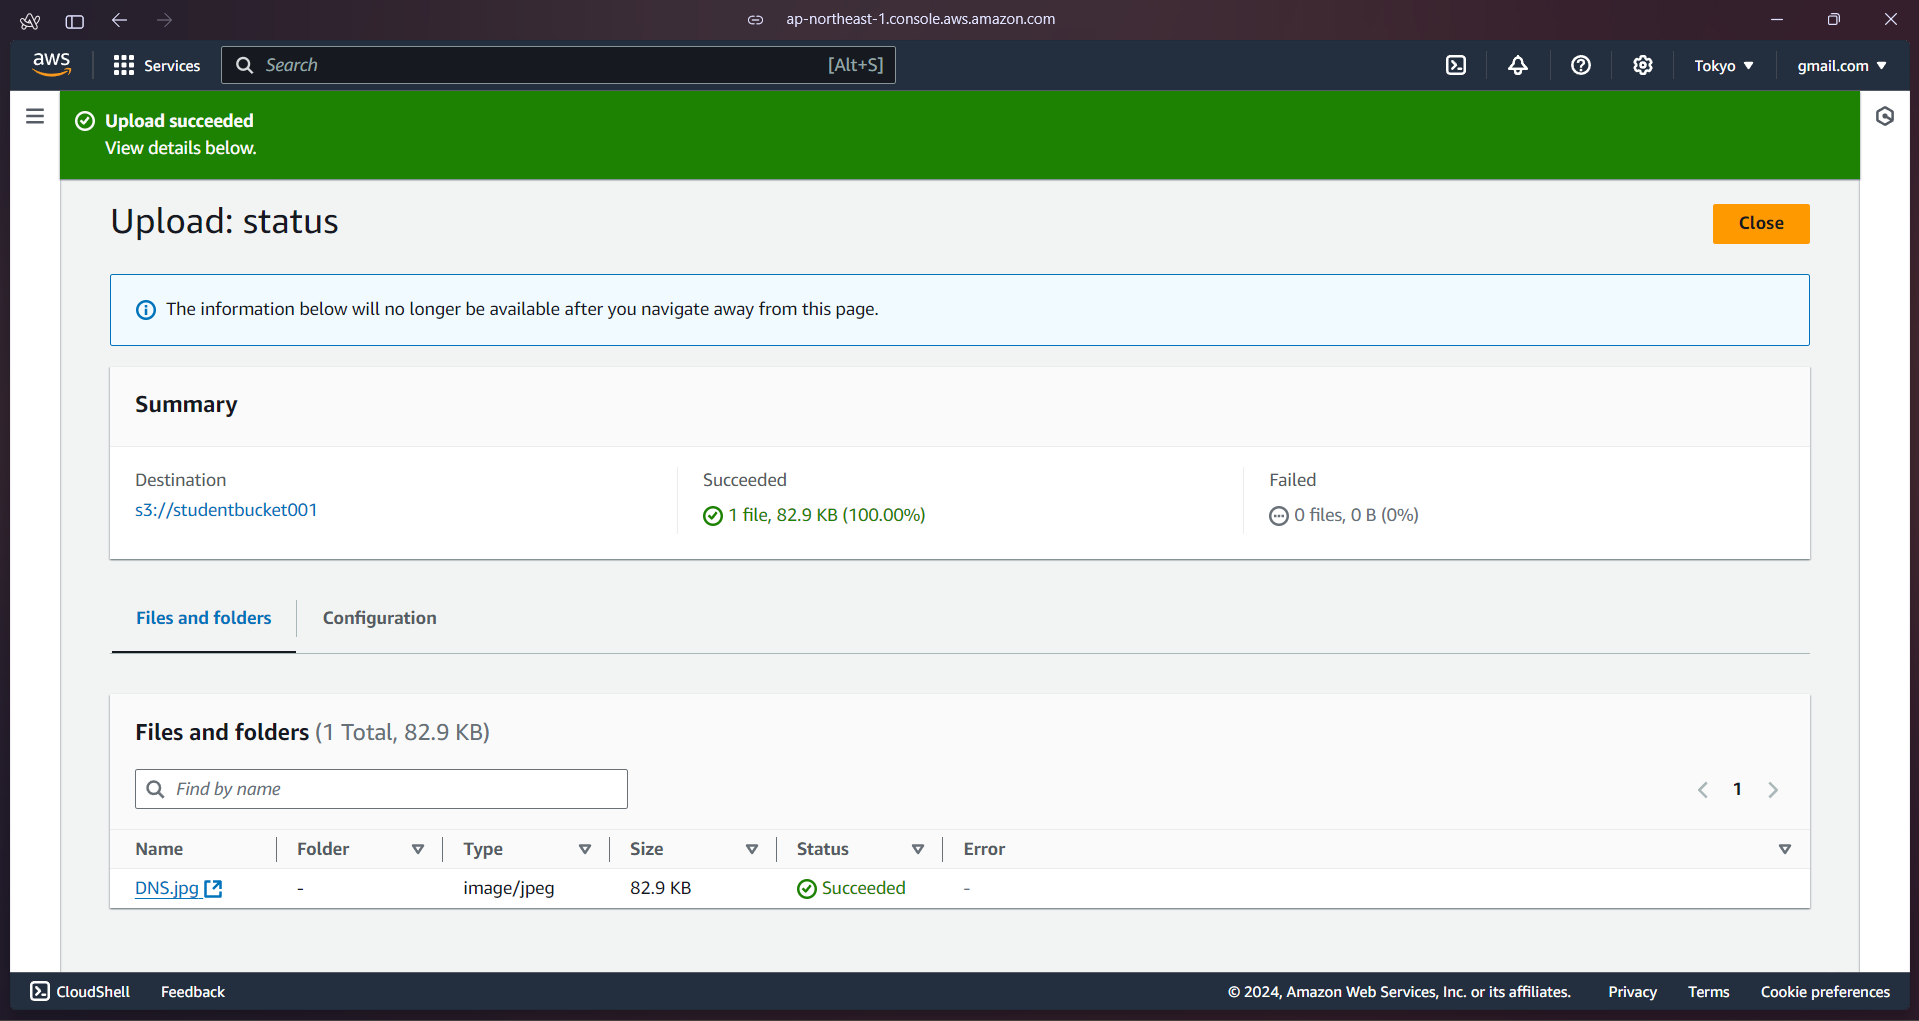 ap-northeast-1.console.aws.amazon.com
aws Services Search [Alt+S] Tokyo gmail.com
Upload succeeded
View details below.
Upload: status
Close
The information below will no longer be available after you navigate away from this page.
Summary
Destination
s3://studentbucket001
Succeeded
1 file, 82.9 KB (100.00%)
Failed
0 files, 0 B (0%)
Files and folders Configuration
Files and folders (1 Total, 82.9 KB)
Find by name
1
Name Folder Type Size Status Error
DNS.jpg - image/jpeg 82.9 KB Succeeded -
CloudShell Feedback © 2024, Amazon Web Services, Inc. or its affiliates. Privacy Terms Cookie preferences